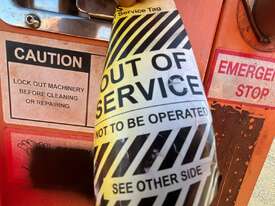 Service Tag
OUT OF
SERVICE
NOT TO BE OPERATED
SEE OTHER SIDE
CAUTION
LOCK OUT MACHINERY
BEFORE CLEANING
OR REPAIRING
EMERGE
STOP